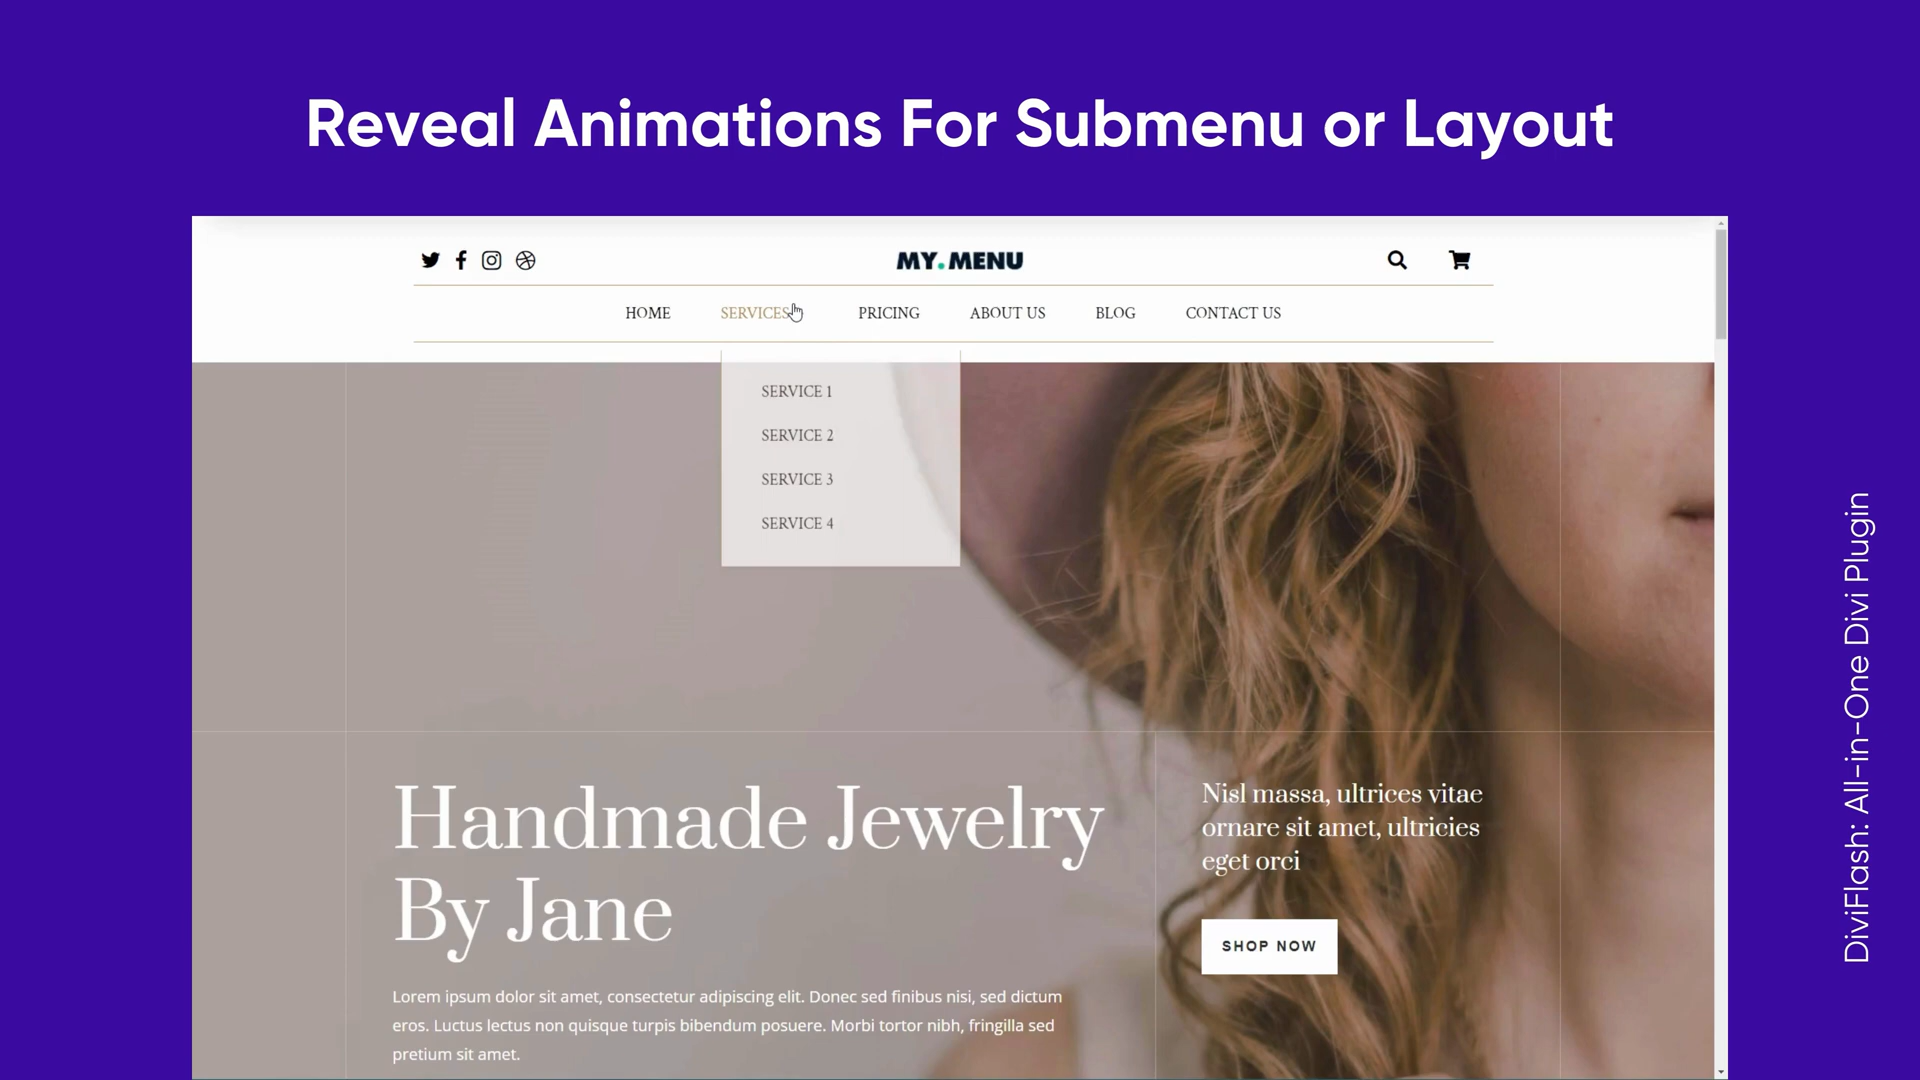 Reveal Animations For Submenu or Layout
MY.MENU
HOME
SERVICES
PRICING
ABOUT US
BLOG
CONTACT US
SERVICE 1
SERVICE 2
SERVICE 3
SERVICE 4
Handmade Jewelry
By Jane
Lorem ipsum dolor sit amet, consectetur adipiscing elit. Donec sed finibus nisi, sed dictum
eros. Luctus lectus non quisque turpis bibendum posuere. Morbi tortor nibh, fringilla sed
pretium sit amet.
Nisl massa, ultrices vitae
ornare sit amet, ultricies
eget orci
SHOP NOW
DiviFlash: All-in-One Divi Plugin